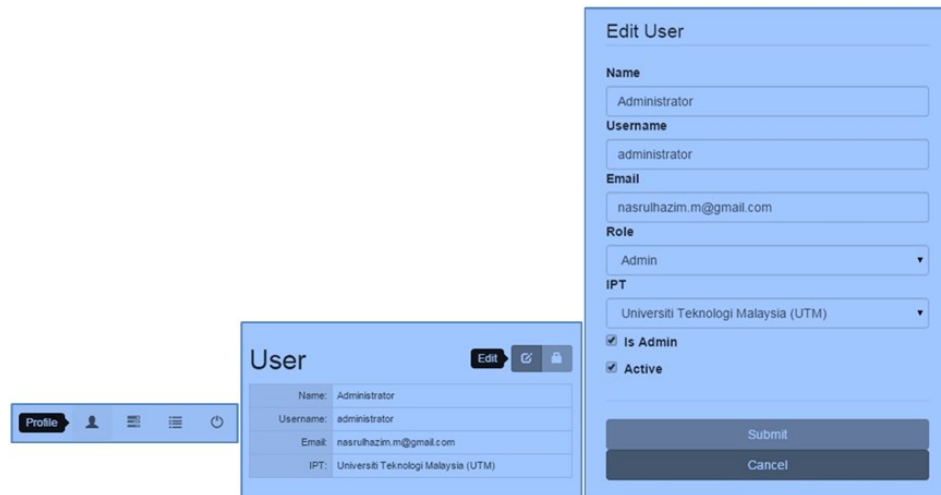 Profile
User
Edit
Name: Administrator
Username: administrator
Email: nasrulhazim.m@gmail.com
IPT: Universiti Teknologi Malaysia (UTM)
Edit User
Name
Administrator
Username
administrator
Email
nasrulhazim.m@gmail.com
Role
Admin
IPT
Universiti Teknologi Malaysia (UTM)
Is Admin
Active
Submit
Cancel